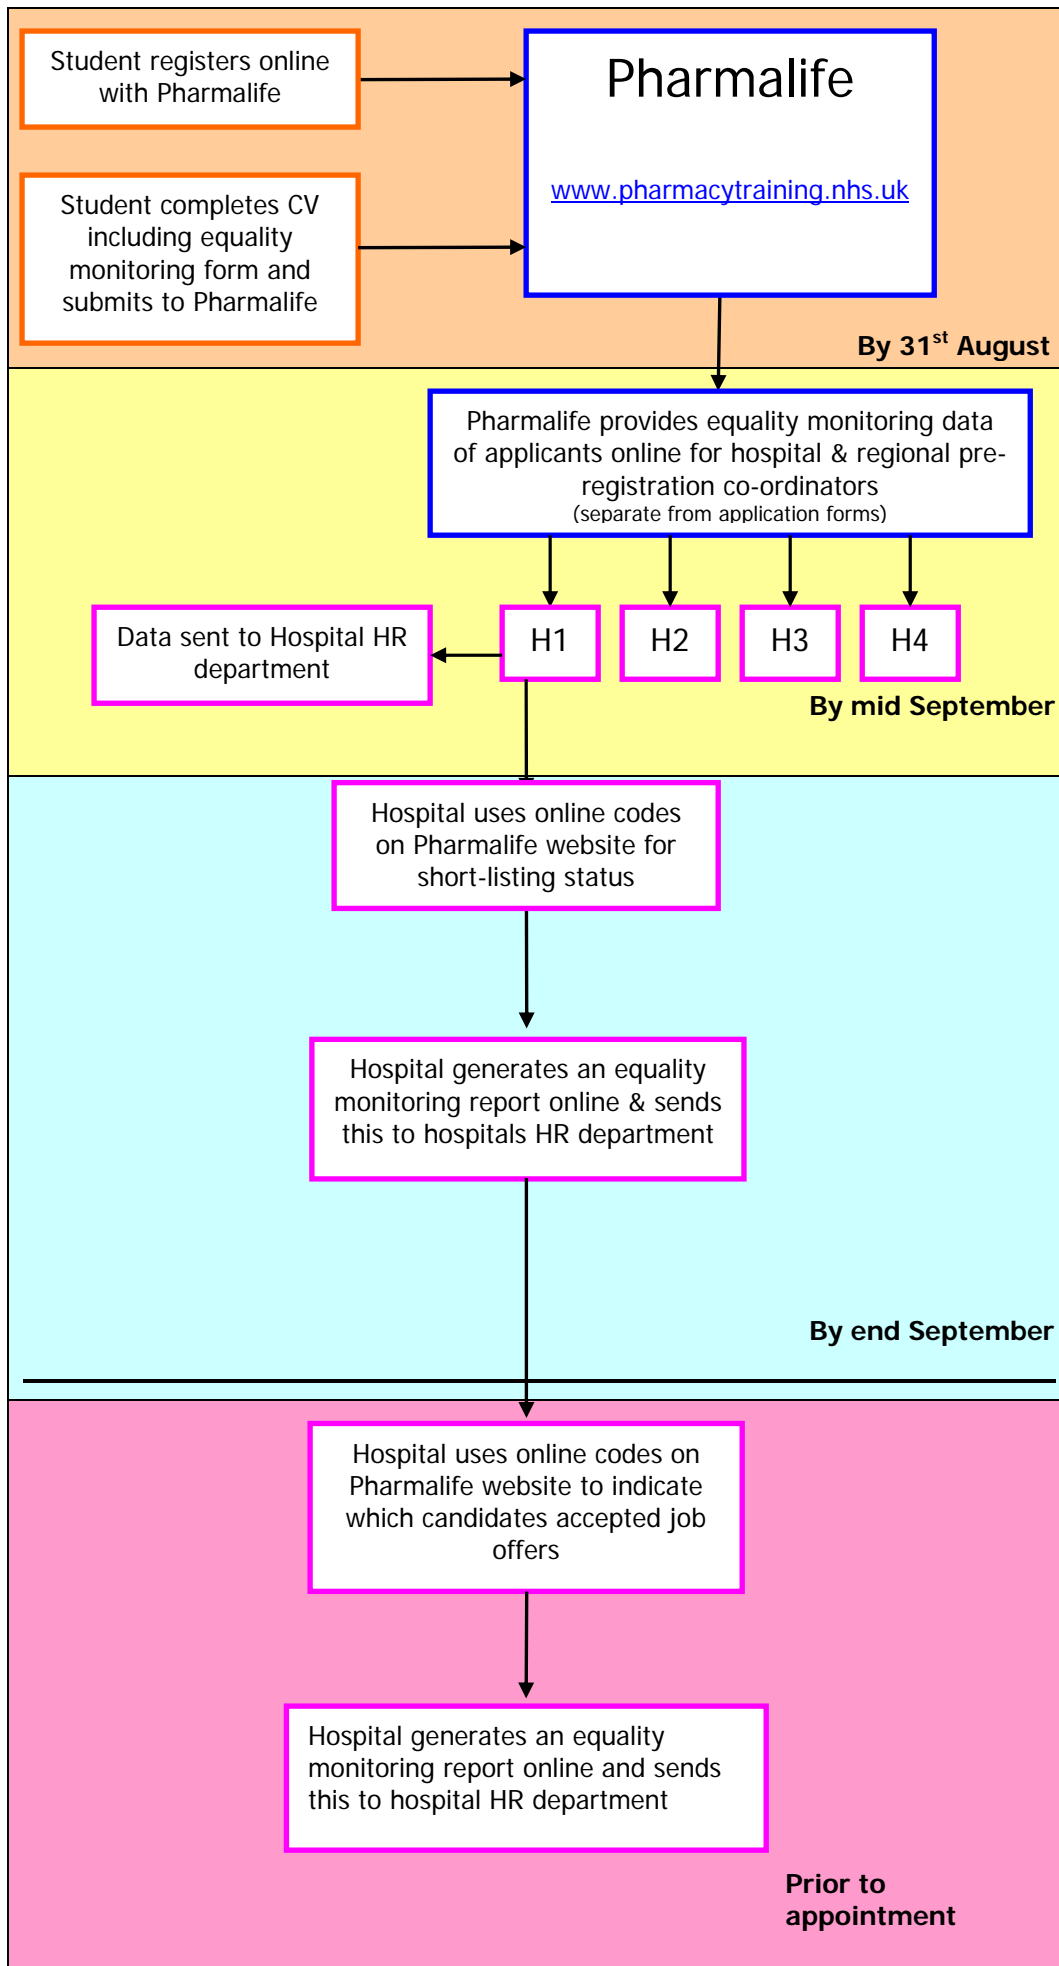 Student registers online
with Pharmalife
Pharmalife
www.pharmacytraining.nhs.uk
Student completes CV
including equality
monitoring form and
submits to Pharmalife
By 31st August
Pharmalife provides equality monitoring data
of applicants online for hospital & regional pre-
registration co-ordinators
(separate from application forms)
Data sent to Hospital HR
department
H1
H2
H3
H4
By mid September
Hospital uses online codes
on Pharmalife website for
short-listing status
Hospital generates an equality
monitoring report online & sends
this to hospitals HR department
By end September
Hospital uses online codes on
Pharmalife website to indicate
which candidates accepted job
offers
Hospital generates an equality
monitoring report online and sends
this to hospital HR department
Prior to
appointment